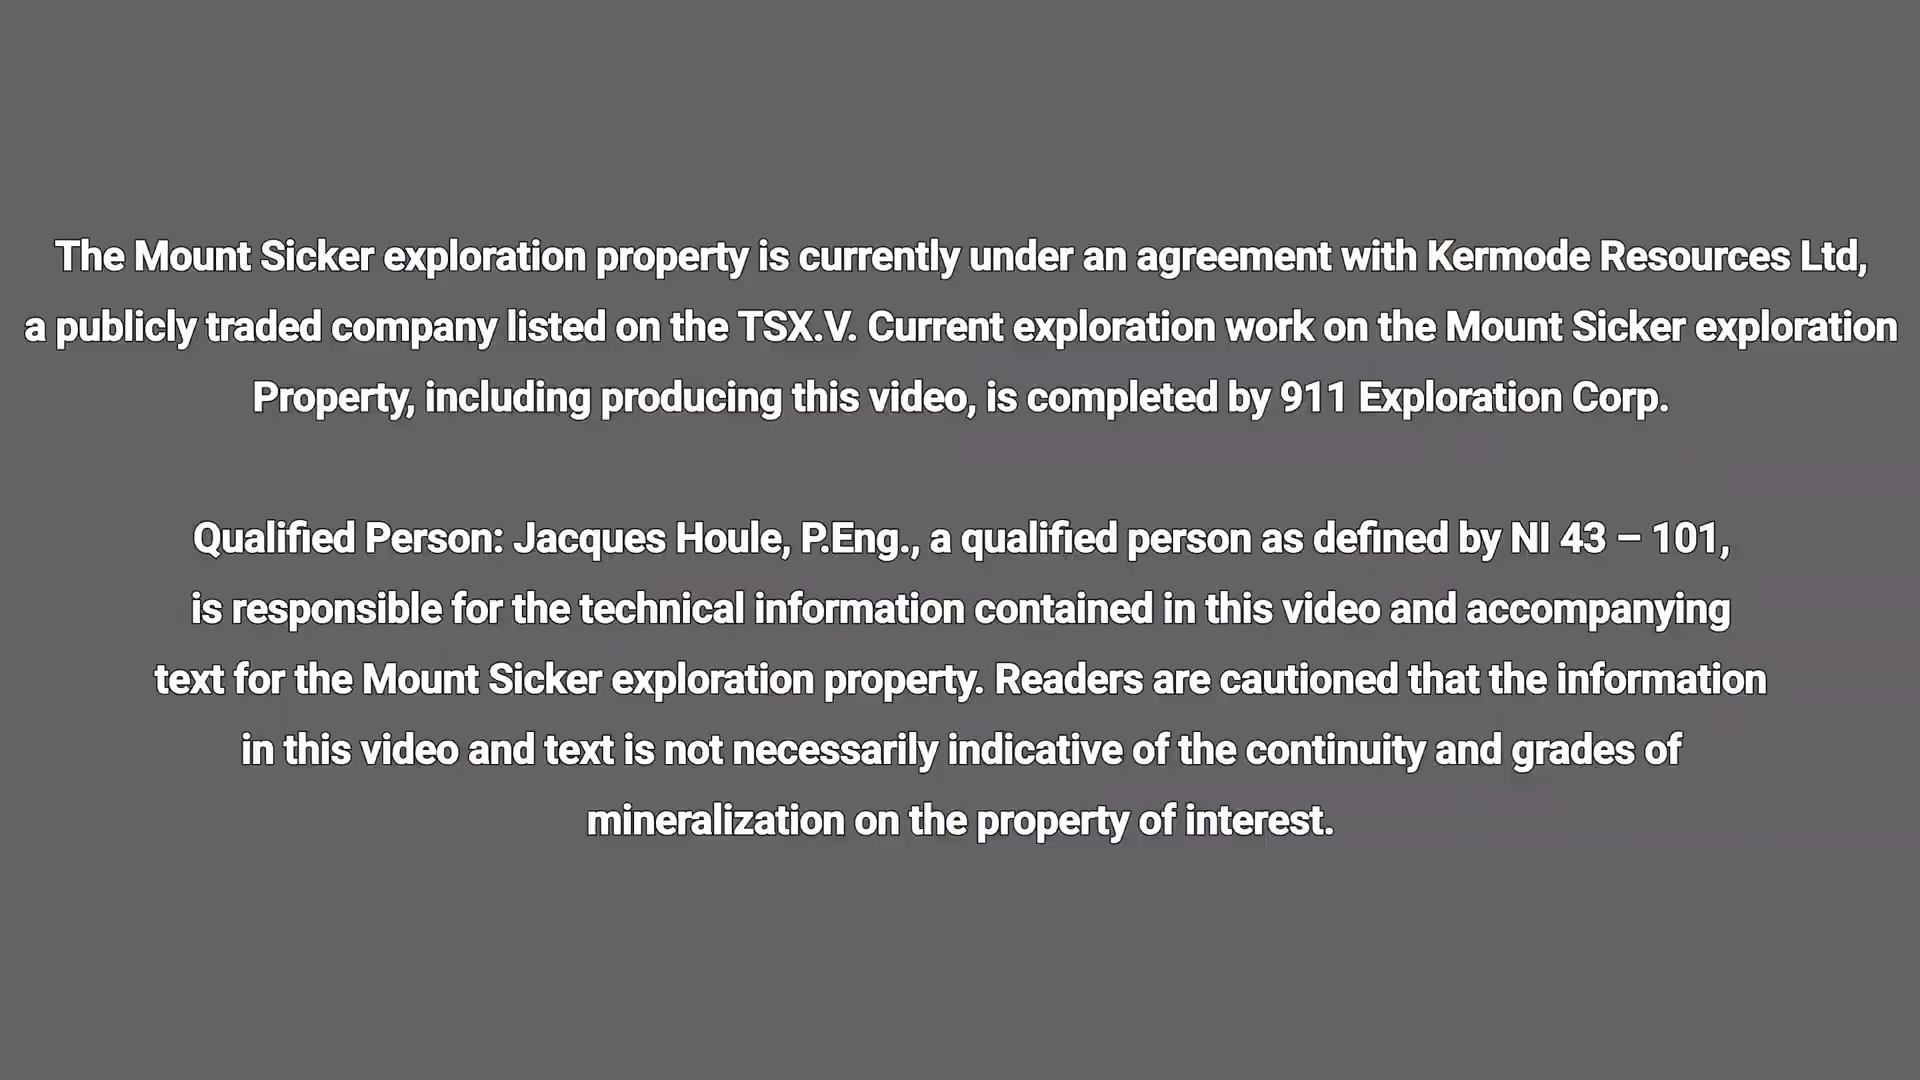 The Mount Sicker exploration property is currently under an agreement with Kermode Resources Ltd,
a publicly traded company listed on the TSX.V. Current exploration work on the Mount Sicker exploration
Property, including producing this video, is completed by 911 Exploration Corp.
Qualified Person: Jacques Houle, P.Eng., a qualified person as defined by NI 43 – 101,
is responsible for the technical information contained in this video and accompanying
text for the Mount Sicker exploration property. Readers are cautioned that the information
in this video and text is not necessarily indicative of the continuity and grades of
mineralization on the property of interest.